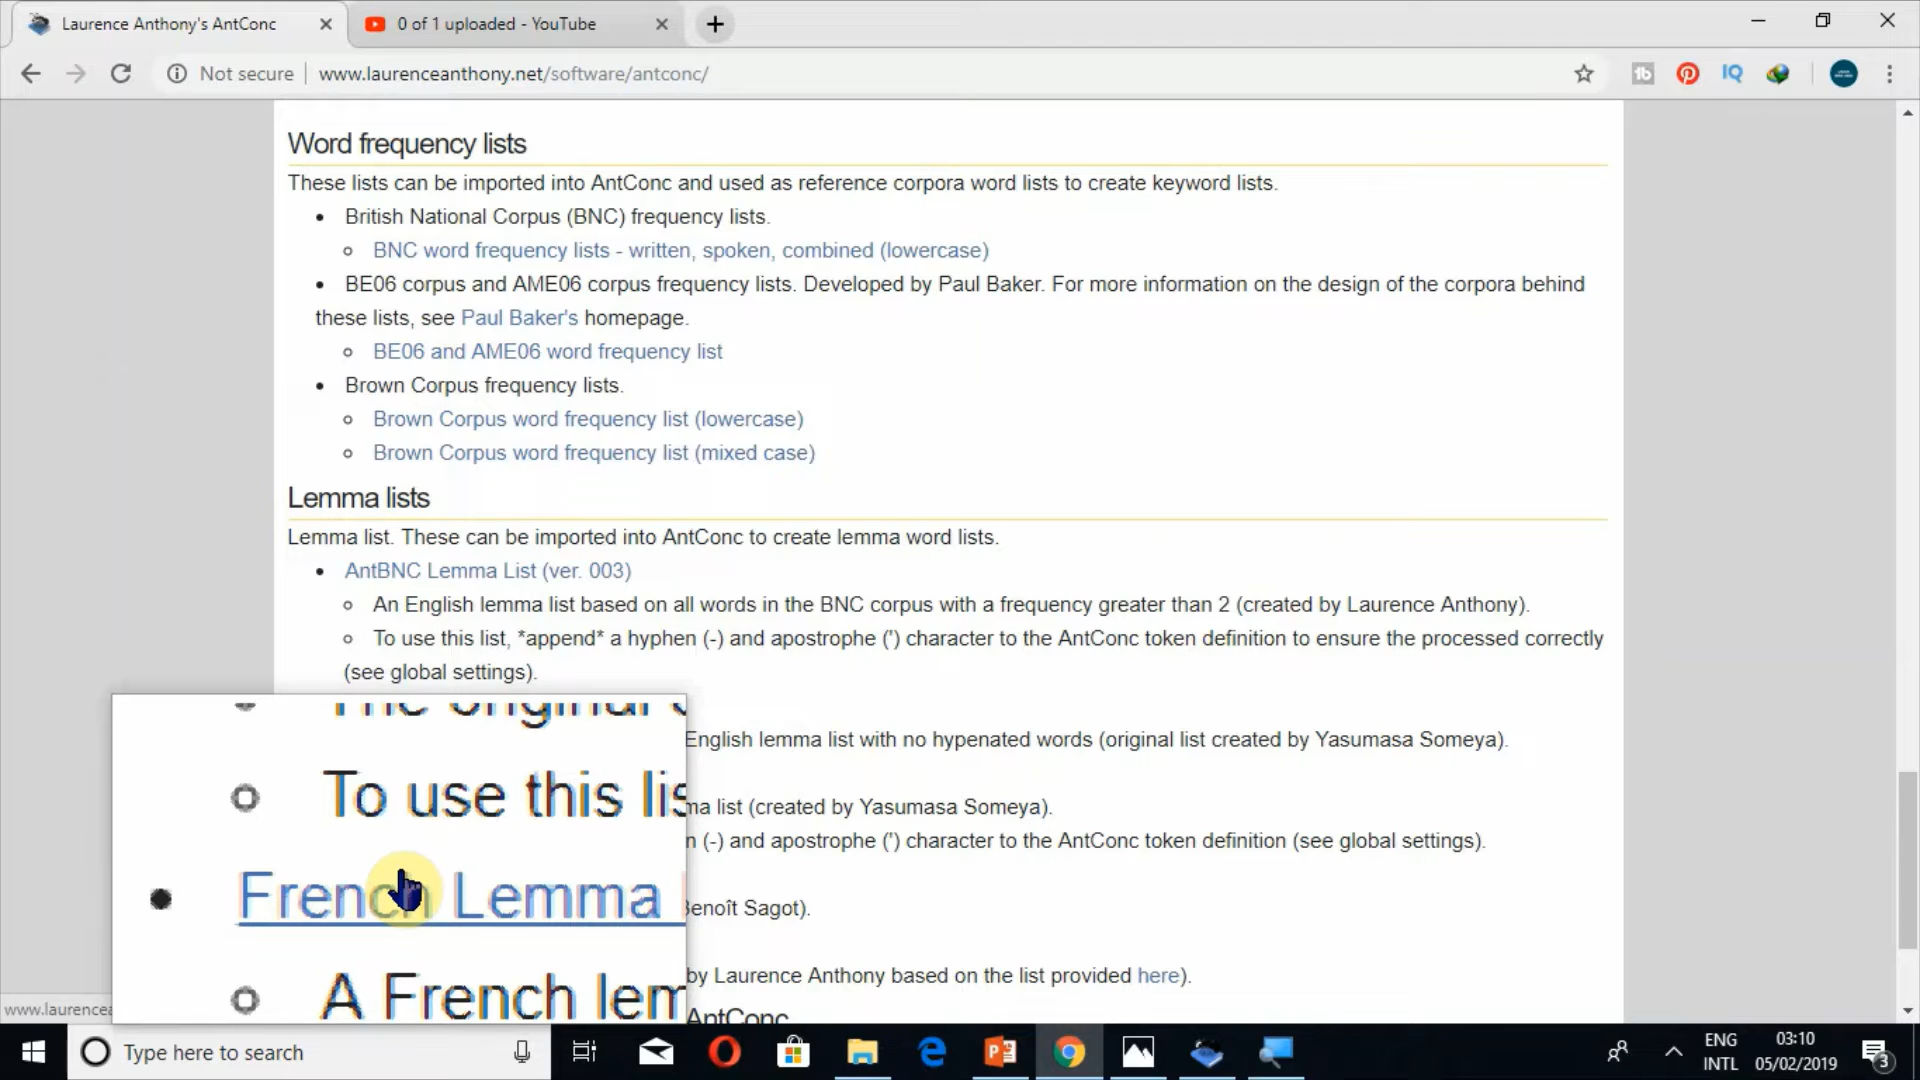 Laurence Anthony's AntConc
0 of 1 uploaded - YouTube
Not secure
www.laurenceanthony.net/software/antconc/
Word frequency lists
These lists can be imported into AntConc and used as reference corpora word lists to create keyword lists.
British National Corpus (BNC) frequency lists.
BNC word frequency lists - written, spoken, combined (lowercase)
BE06 corpus and AME06 corpus frequency lists. Developed by Paul Baker. For more information on the design of the corpora behind
these lists, see Paul Baker's homepage.
BE06 and AME06 word frequency list
Brown Corpus frequency lists.
Brown Corpus word frequency list (lowercase)
Brown Corpus word frequency list (mixed case)
Lemma lists
Lemma list. These can be imported into AntConc to create lemma word lists.
AntBNC Lemma List (ver. 003)
An English lemma list based on all words in the BNC corpus with a frequency greater than 2 (created by Laurence Anthony).
To use this list, *append* a hyphen (-) and apostrophe (') character to the AntConc token definition to ensure the processed correctly
(see global settings).
The original
English lemma list with no hypenated words (original list created by Yasumasa Someya).
To use this lis
ma list (created by Yasumasa Someya).
n (-) and apostrophe (') character to the AntConc token definition (see global settings).
French Lemma
Benoît Sagot).
A French lem
by Laurence Anthony based on the list provided here).
www.laurencea
AntConc
Type here to search
ENG
INTL
03:10
05/02/2019
3